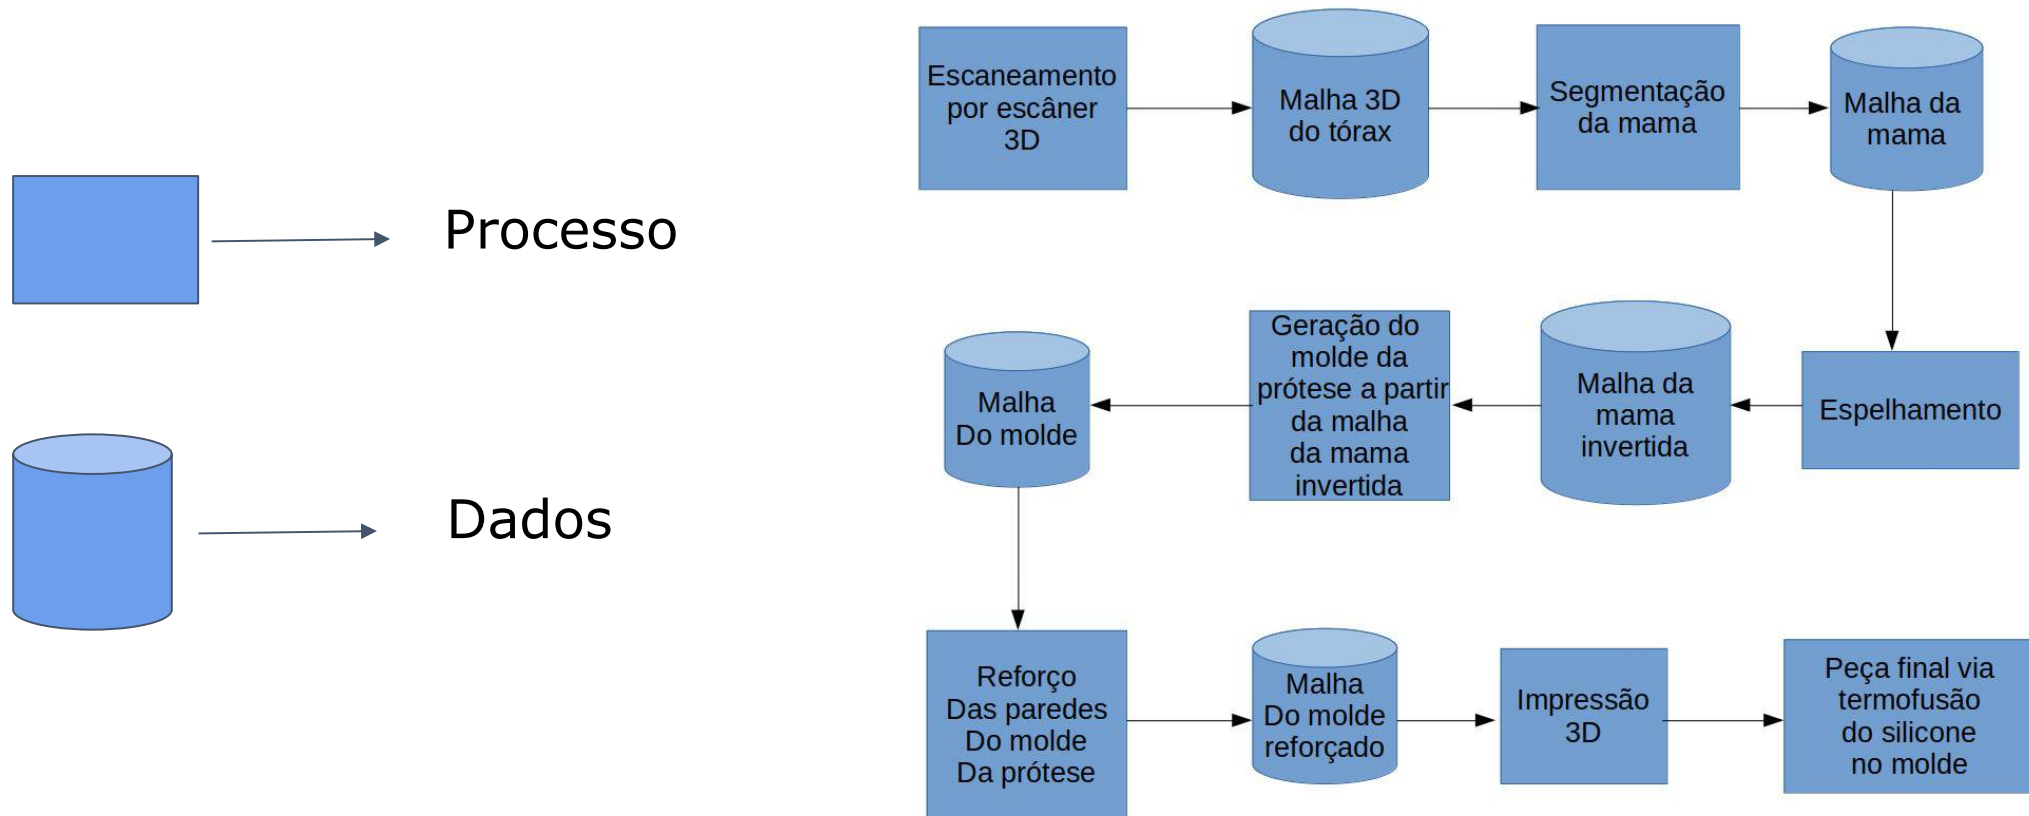 Processo
Dados
Escaneamento
por escâner
3D
Malha 3D
do tórax
Segmentação
da mama
Malha da
mama
Espelhamento
Malha da
mama
invertida
Geração do
molde da
prótese a partir
da malha
da mama
invertida
Malha
Do molde
Reforço
Das paredes
Do molde
Da prótese
Malha
Do molde
reforçado
Impressão
3D
Peça final via
termofusão
do silicone
no molde